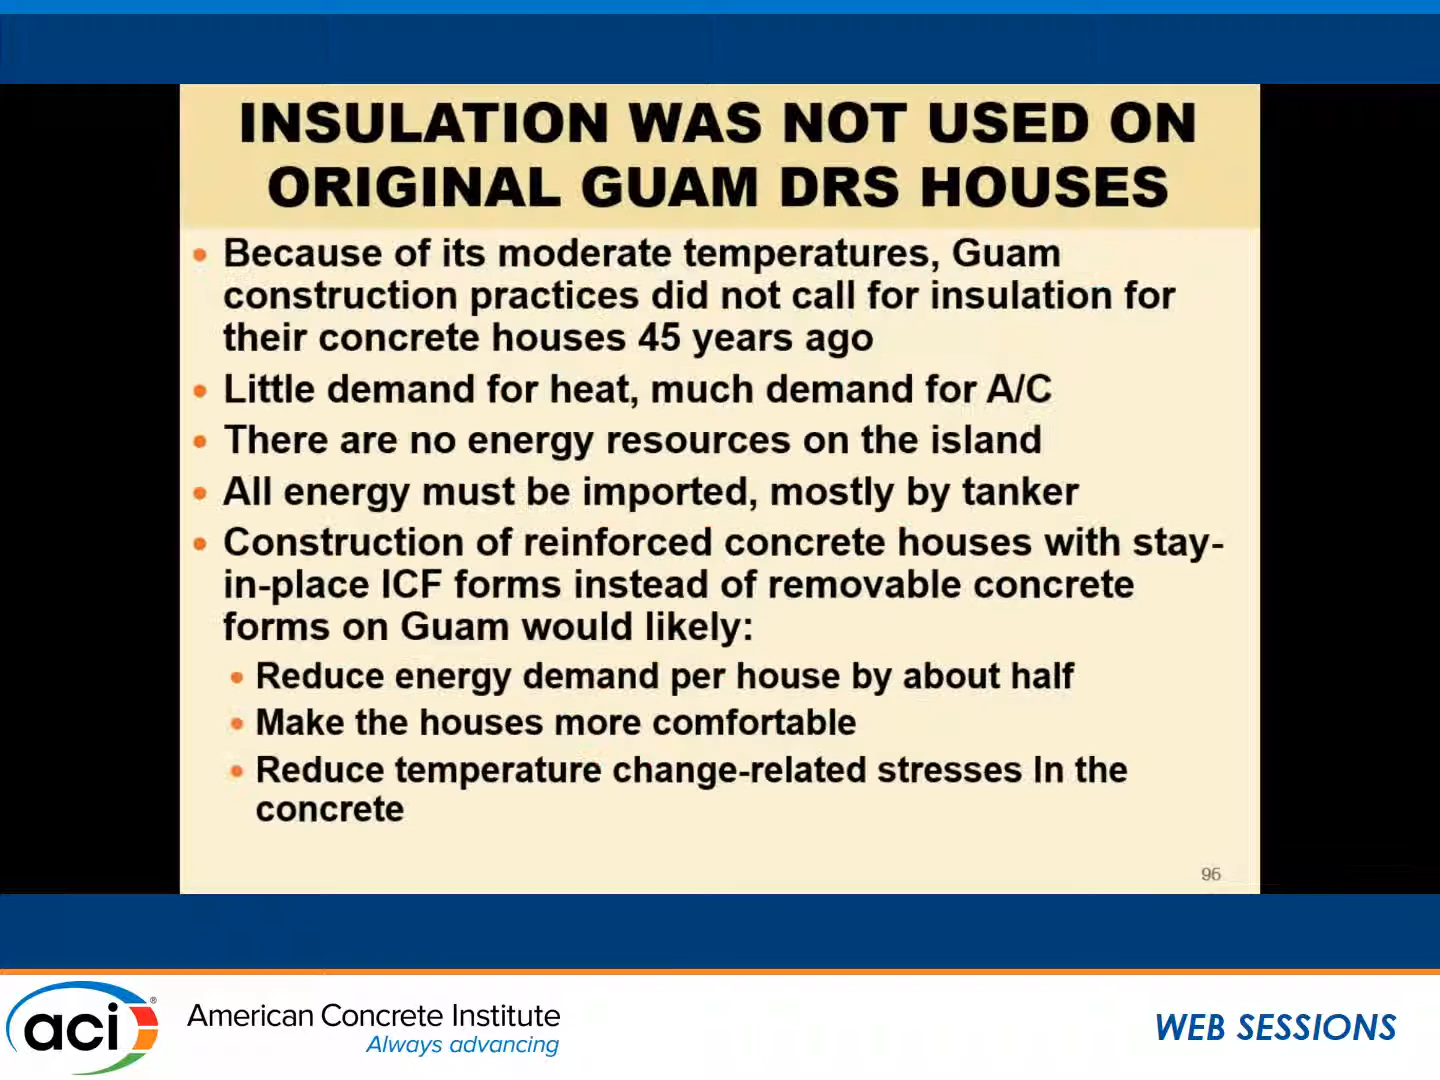 INSULATION WAS NOT USED ON
ORIGINAL GUAM DRS HOUSES
• Because of its moderate temperatures, Guam
construction practices did not call for insulation for
their concrete houses 45 years ago
• Little demand for heat, much demand for A/C
• There are no energy resources on the island
• All energy must be imported, mostly by tanker
• Construction of reinforced concrete houses with stay-
in-place ICF forms instead of removable concrete
forms on Guam would likely:
• Reduce energy demand per house by about half
• Make the houses more comfortable
• Reduce temperature change-related stresses In the
concrete
aci®
American Concrete Institute
Always advancing
WEB SESSIONS